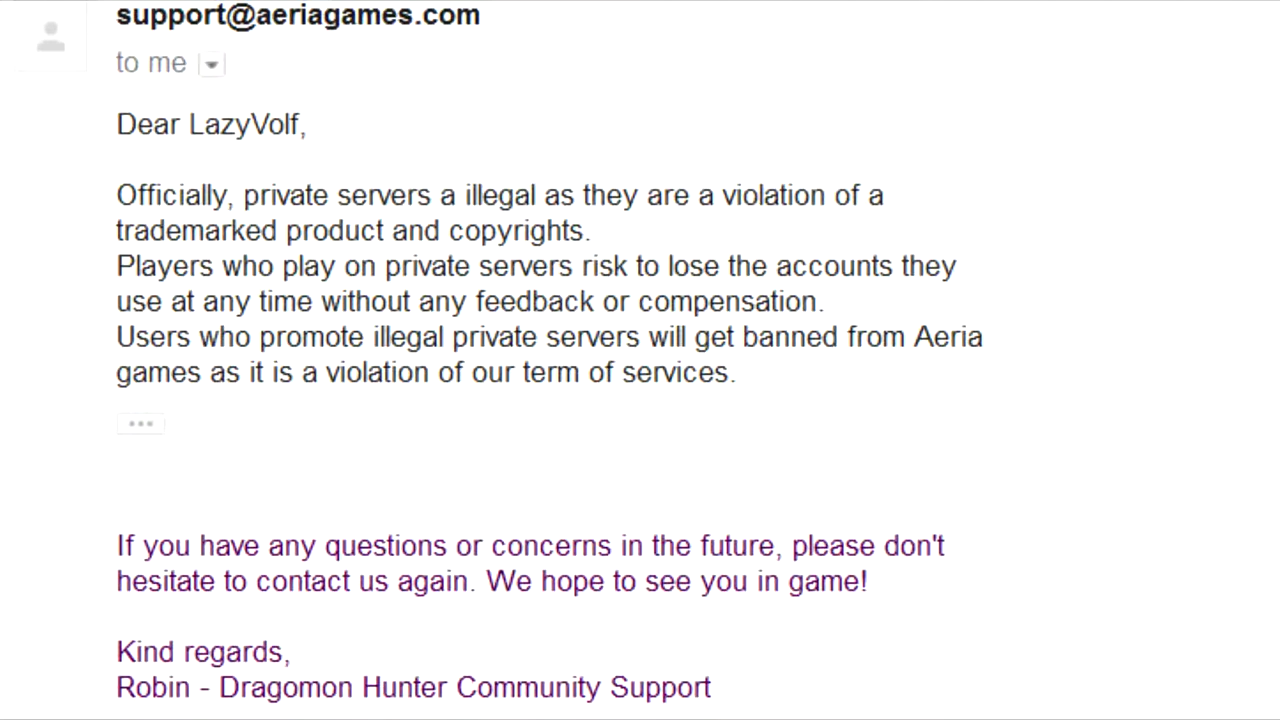 support@aeriagames.com
to me
Dear LazyVolf,
Officially, private servers a illegal as they are a violation of a
trademarked product and copyrights.
Players who play on private servers risk to lose the accounts they
use at any time without any feedback or compensation.
Users who promote illegal private servers will get banned from Aeria
games as it is a violation of our term of services.
If you have any questions or concerns in the future, please don't
hesitate to contact us again. We hope to see you in game!
Kind regards,
Robin - Dragomon Hunter Community Support